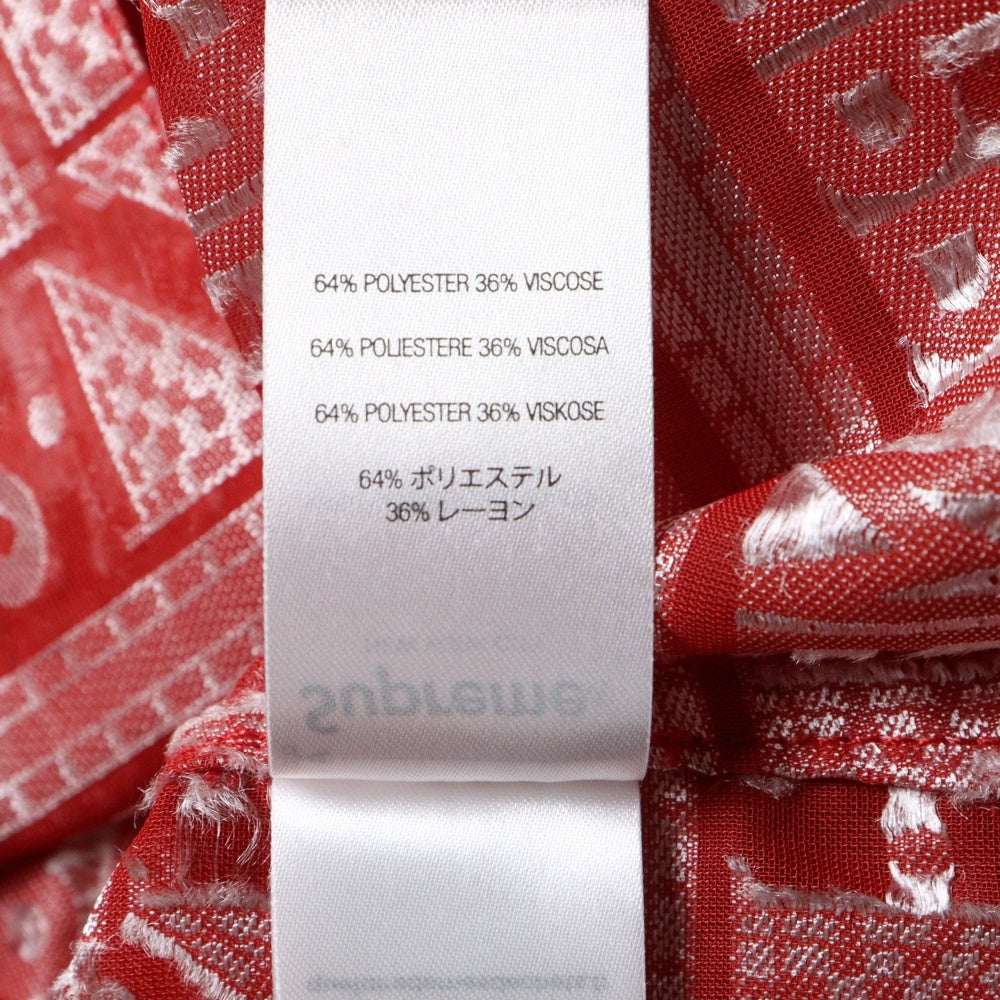 64% POLYESTER 36% VISCOSE
64% POLIESTERE 36% VISCOSA
64% POLYESTER 36% VISKOSE
64% ポリエステル
36% レーヨン
Supreme